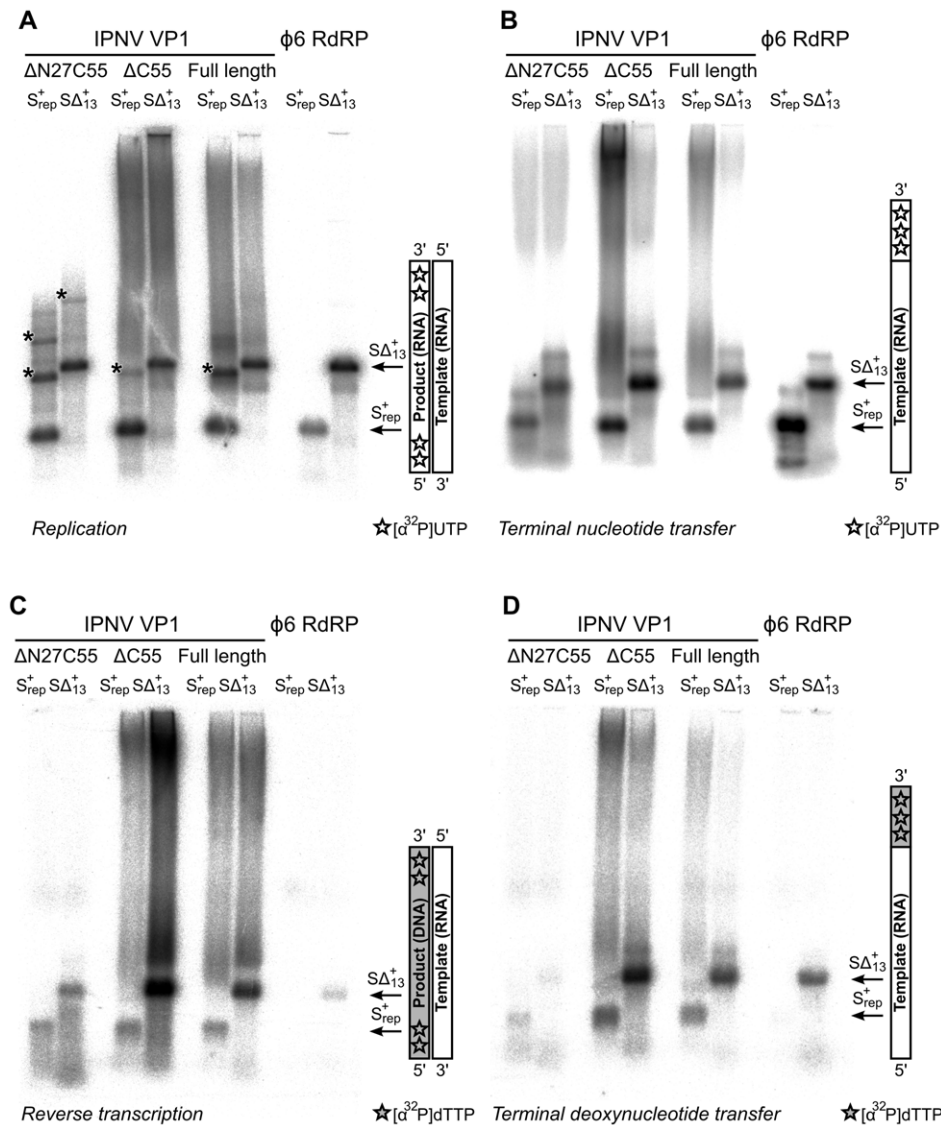 A
IPNV VP1 ϕ6 RdRP
ΔN27C55 ΔC55 Full length
S⁺rep SΔ⁺13 S⁺rep SΔ⁺13 S⁺rep SΔ⁺13 S⁺rep SΔ⁺13
*
*
*
*
*
3' 5'
Product (RNA)
Template (RNA)
SΔ⁺13
S⁺rep
5' 3'
Replication
☆[α³²P]UTP
B
IPNV VP1 ϕ6 RdRP
ΔN27C55 ΔC55 Full length
S⁺rep SΔ⁺13 S⁺rep SΔ⁺13 S⁺rep SΔ⁺13 S⁺rep SΔ⁺13
3'
Template (RNA)
SΔ⁺13
S⁺rep
5'
Terminal nucleotide transfer
☆[α³²P]UTP
C
IPNV VP1 ϕ6 RdRP
ΔN27C55 ΔC55 Full length
S⁺rep SΔ⁺13 S⁺rep SΔ⁺13 S⁺rep SΔ⁺13 S⁺rep SΔ⁺13
3' 5'
Product (DNA)
Template (RNA)
SΔ⁺13
S⁺rep
5' 3'
Reverse transcription
☆[α³²P]dTTP
D
IPNV VP1 ϕ6 RdRP
ΔN27C55 ΔC55 Full length
S⁺rep SΔ⁺13 S⁺rep SΔ⁺13 S⁺rep SΔ⁺13 S⁺rep SΔ⁺13
3'
Template (RNA)
SΔ⁺13
S⁺rep
5'
Terminal deoxynucleotide transfer
☆[α³²P]dTTP